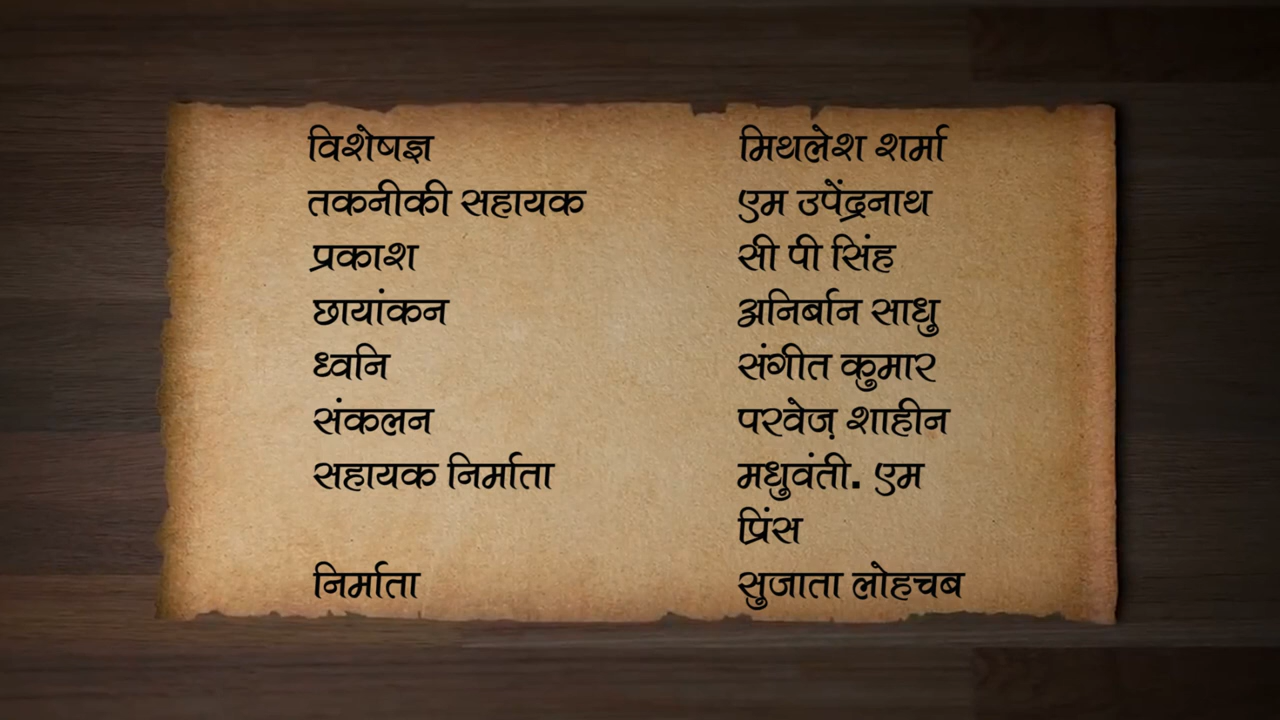 विशेषज्ञ मिथलेश शर्मा
तकनीकी सहायक एम उपेंद्रनाथ
प्रकाश सी पी सिंह
छायांकन अनिर्बान साधु
ध्वनि संगीत कुमार
संकलन परवेज़ शाहीन
सहायक निर्माता मधुवंती. एम
प्रिंस
निर्माता सुजाता लोहचब